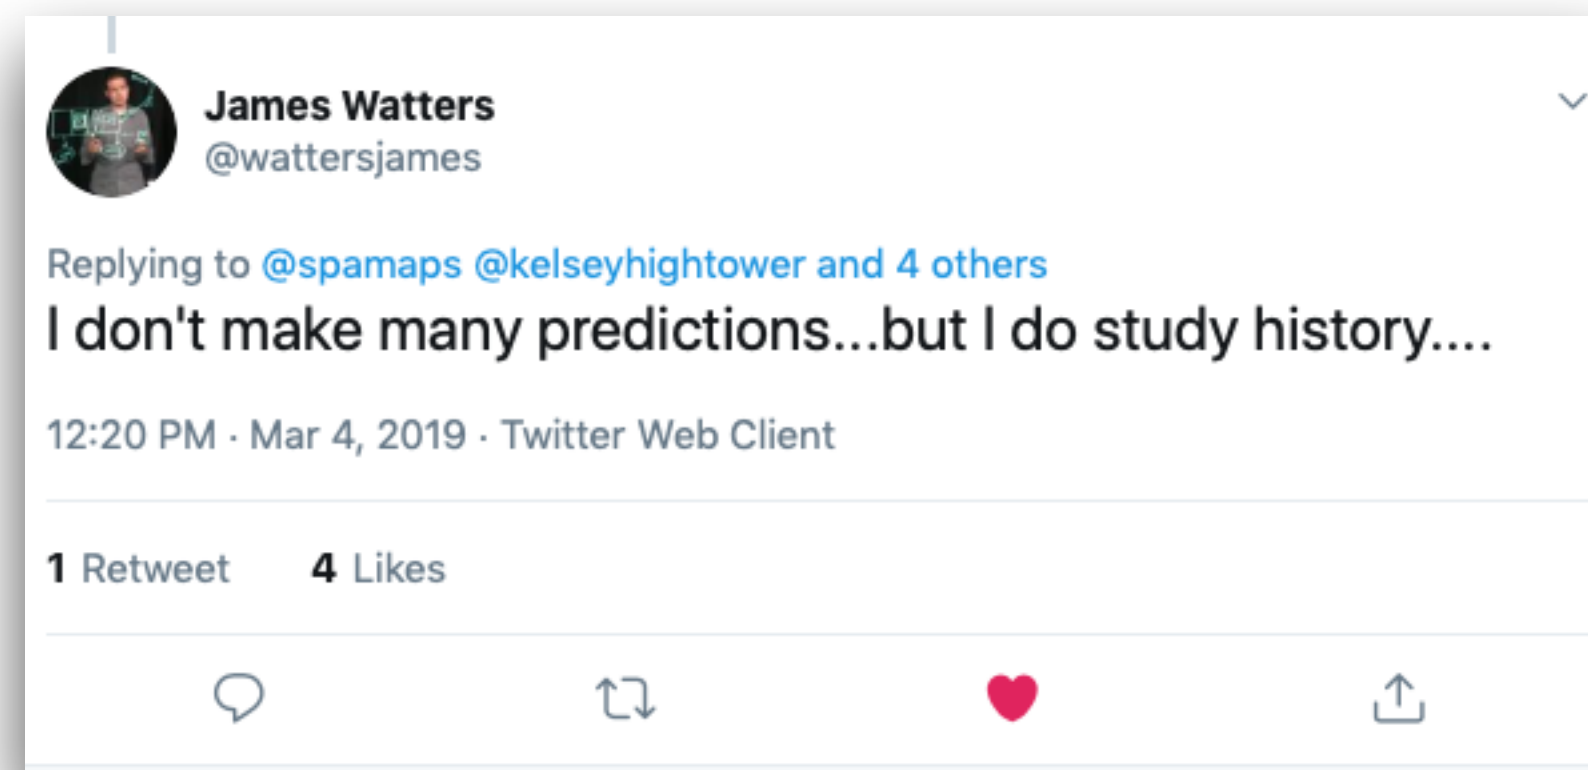 James Watters
@wattersjames
Replying to @spamaps @kelseyhightower and 4 others
I don't make many predictions...but I do study history....
12:20 PM · Mar 4, 2019 · Twitter Web Client
1 Retweet 4 Likes